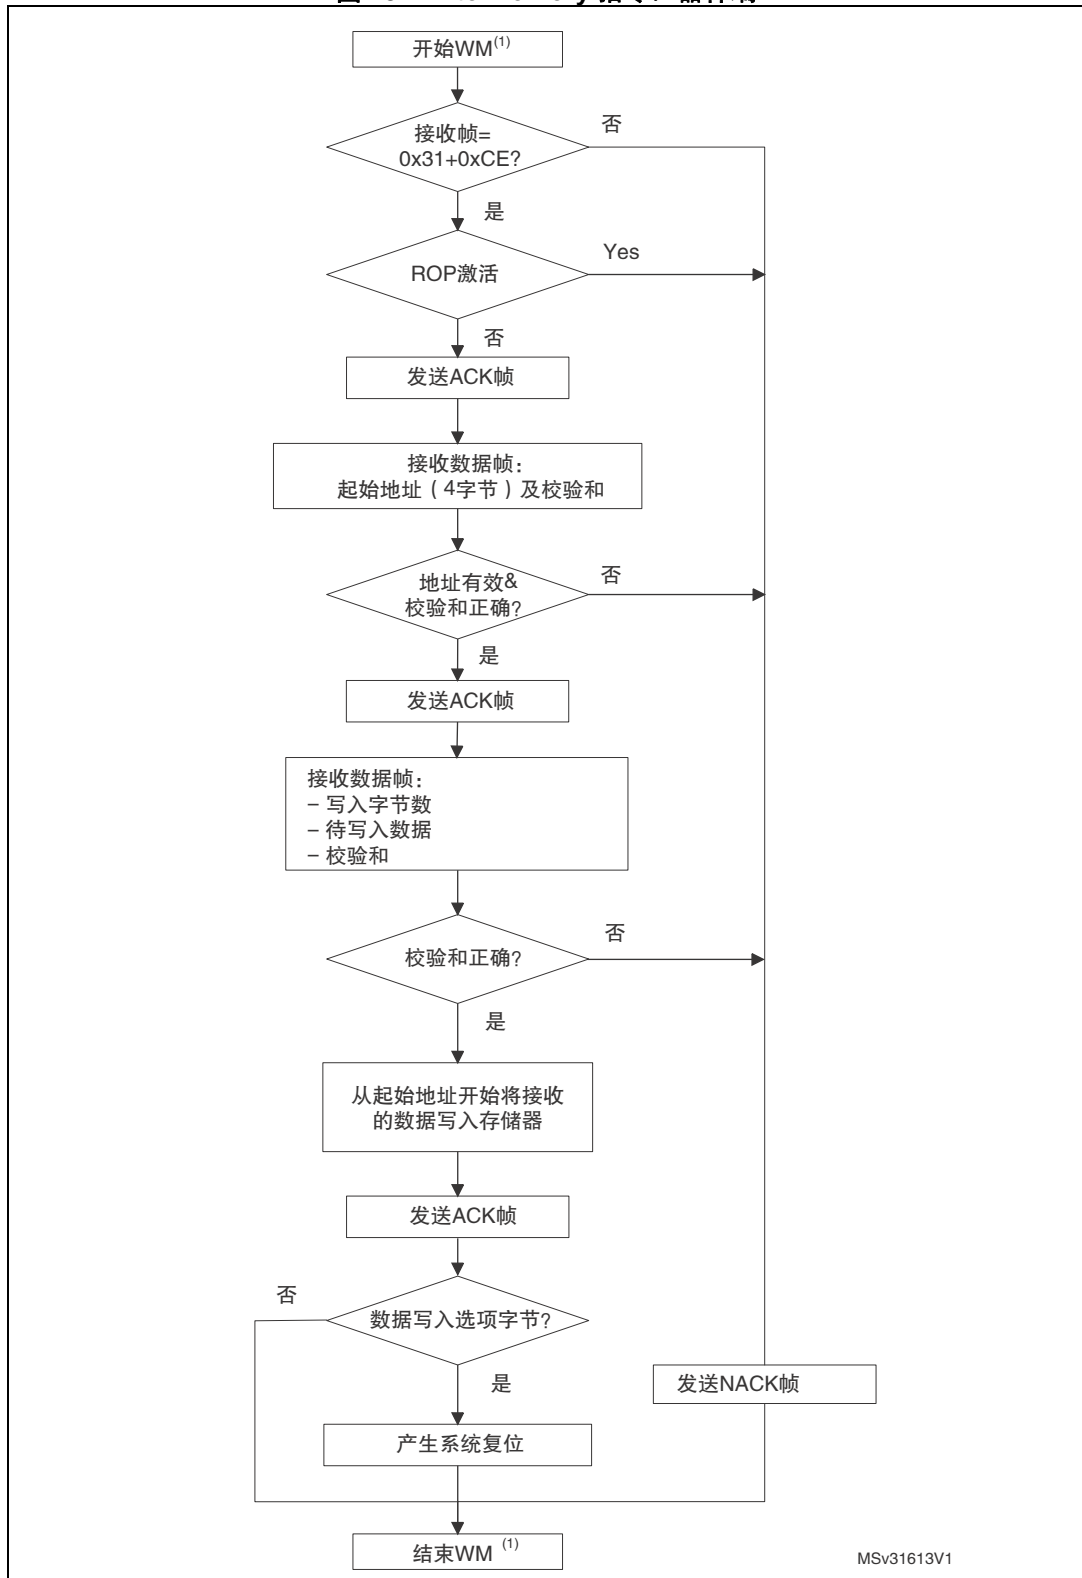 开始WM(1)
接收帧=
0x31+0xCE?
否
是
ROP激活
Yes
否
发送ACK帧
接收数据帧：
起始地址（4字节）及校验和
地址有效&
校验和正确？
否
是
发送ACK帧
接收数据帧：
– 写入字节数
– 待写入数据
– 校验和
校验和正确？
否
是
从起始地址开始将接收
的数据写入存储器
发送ACK帧
否
数据写入选项字节？
是
发送NACK帧
产生系统复位
结束WM (1)
MSv31613V1